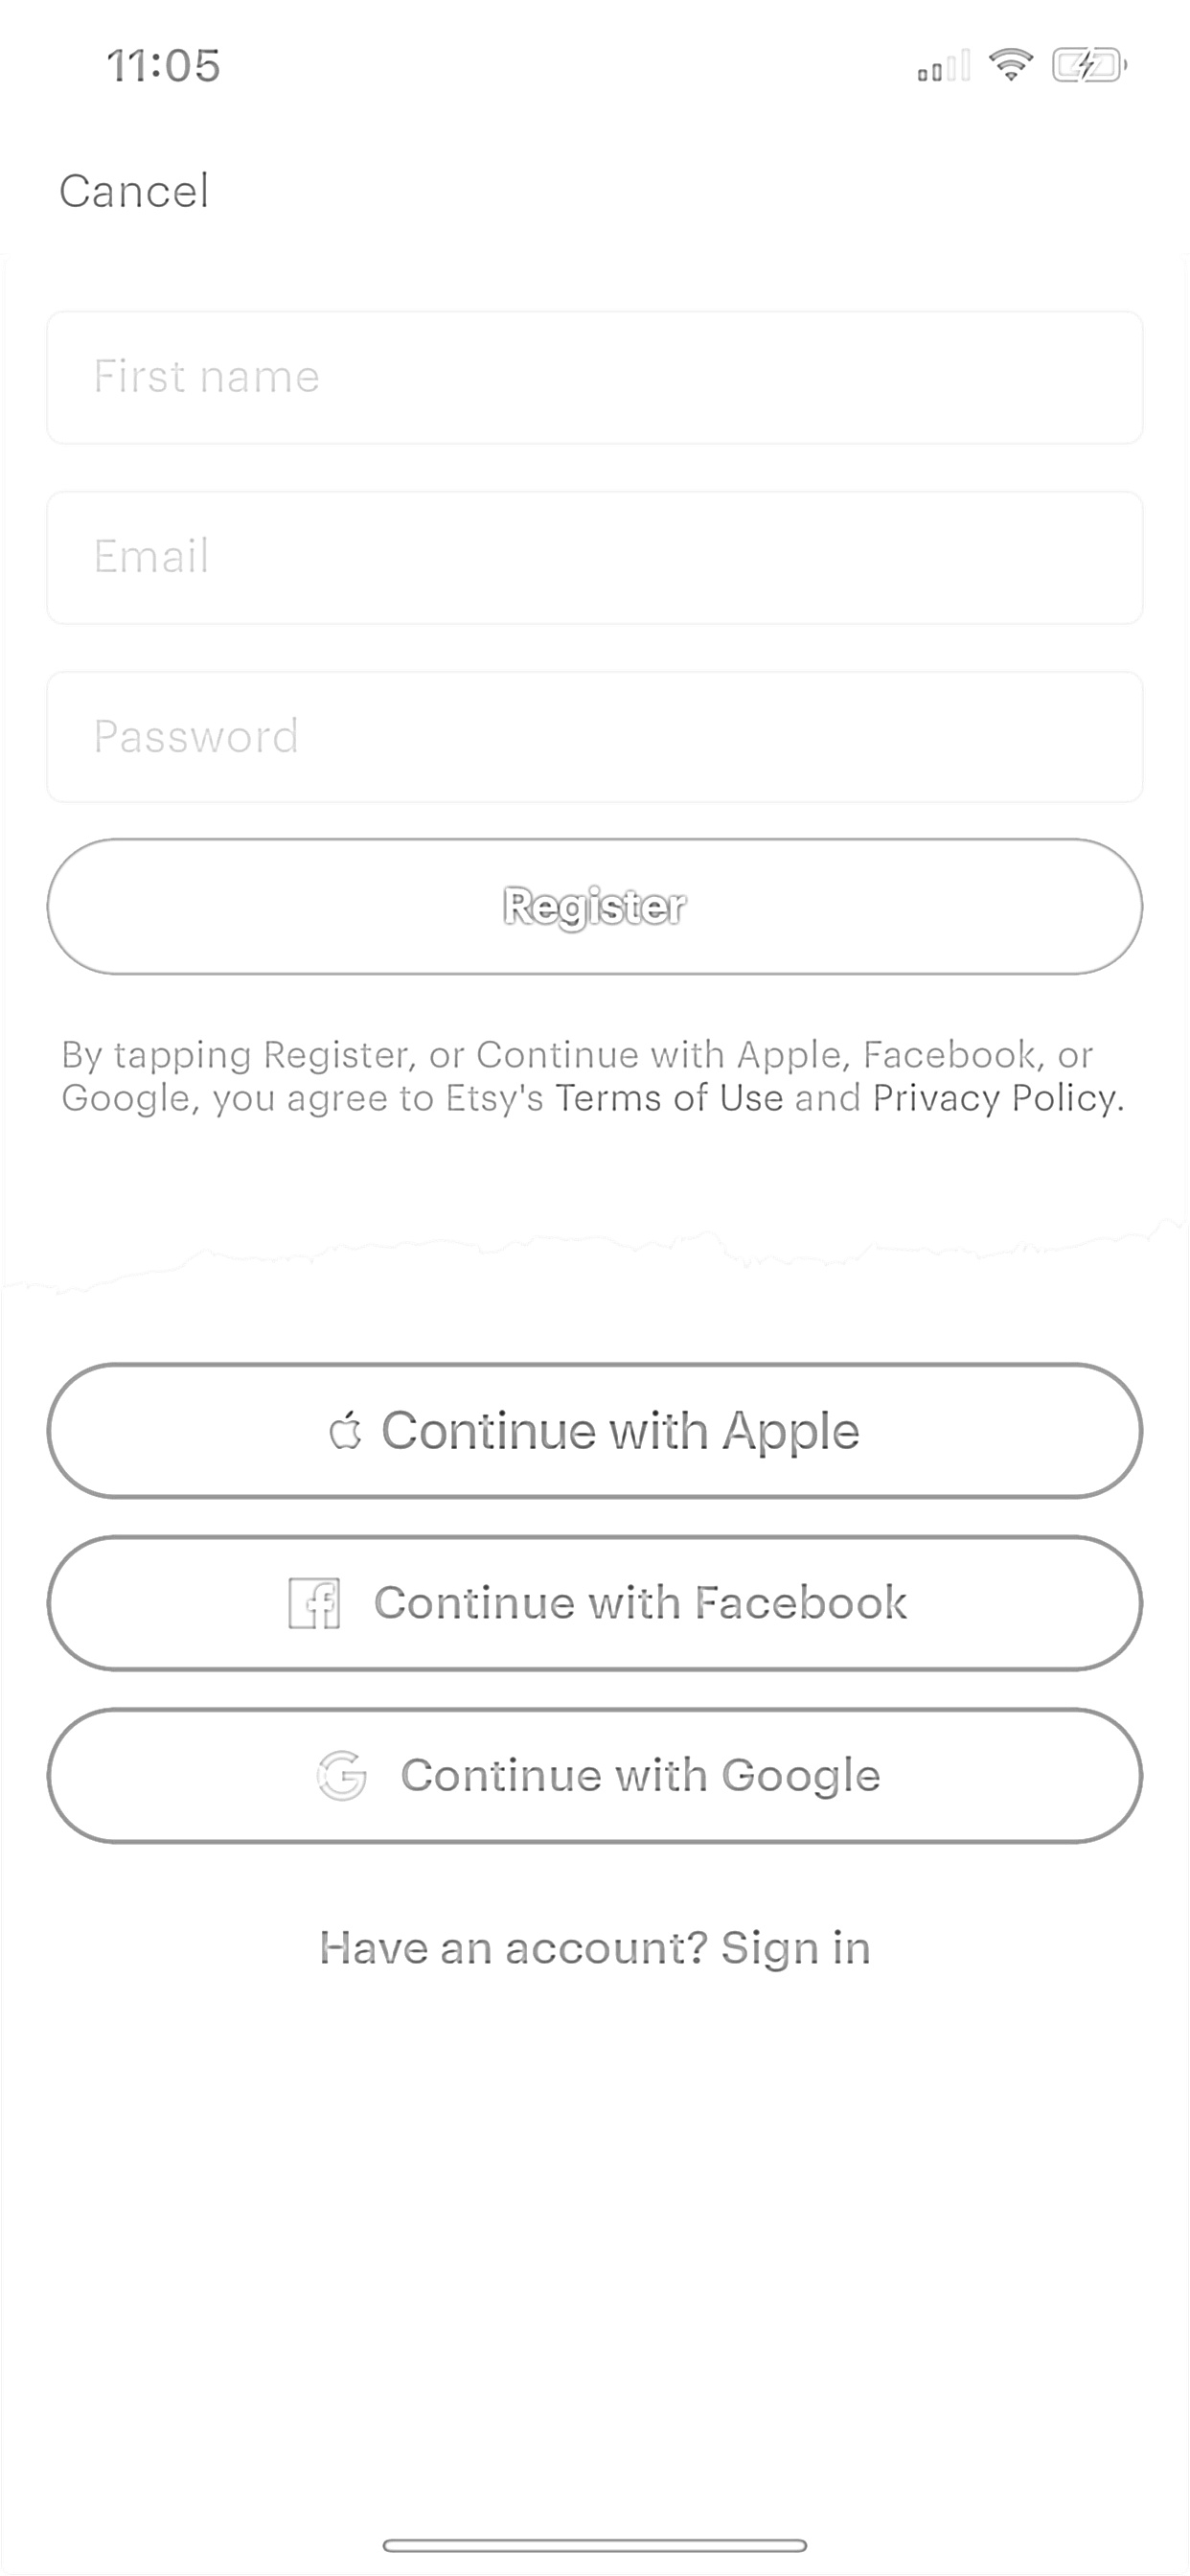 11:05
Cancel
First name
Email
Password
Register
By tapping Register, or Continue with Apple, Facebook, or
Google, you agree to Etsy's Terms of Use and Privacy Policy.
Continue with Apple
Continue with Facebook
Continue with Google
Have an account? Sign in